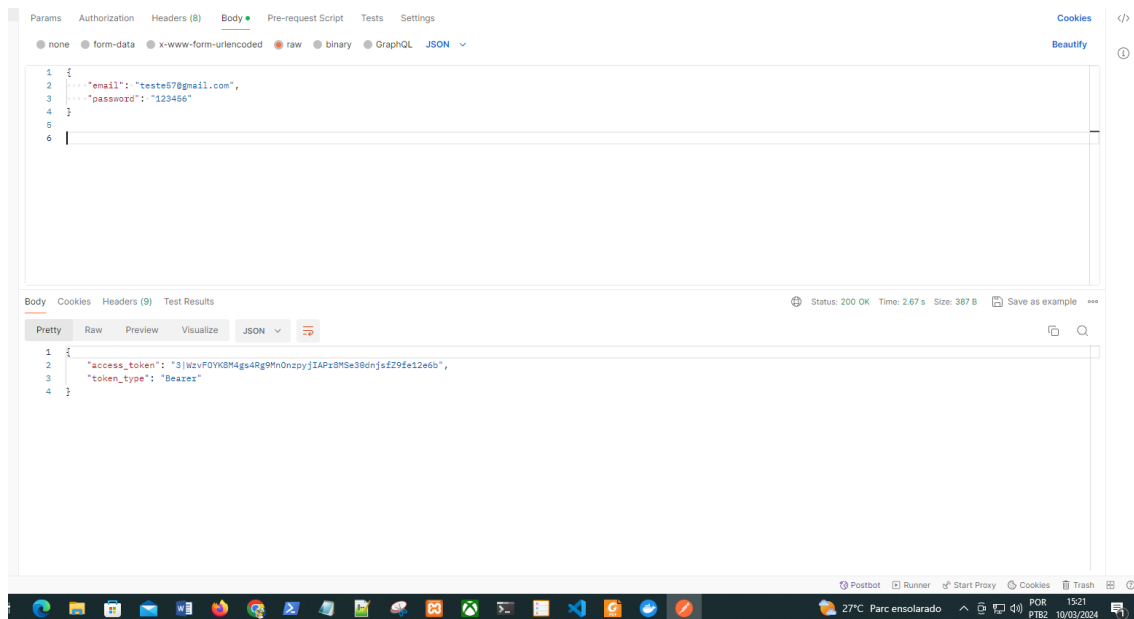 Params Authorization Headers (8) Body Pre-request Script Tests Settings Cookies </>
none form-data x-www-form-urlencoded raw binary GraphQL JSON Beautify
1 {
2 ····"email":·"teste57@gmail.com",
3 ····"password":·"123456"
4 }
5
6
Body Cookies Headers (9) Test Results Status: 200 OK Time: 2.67 s Size: 387 B Save as example
Pretty Raw Preview Visualize JSON
1 {
2 "access_token": "3|WzvFOYK8M4gs4Rg9MnOnzpyjIAPr8MSe30dnjsfZ9fe12e6b",
3 "token_type": "Bearer"
4 }
Postbot Runner Start Proxy Cookies Trash
27°C Parc ensolarado POR 15:21
PTB2 10/03/2024